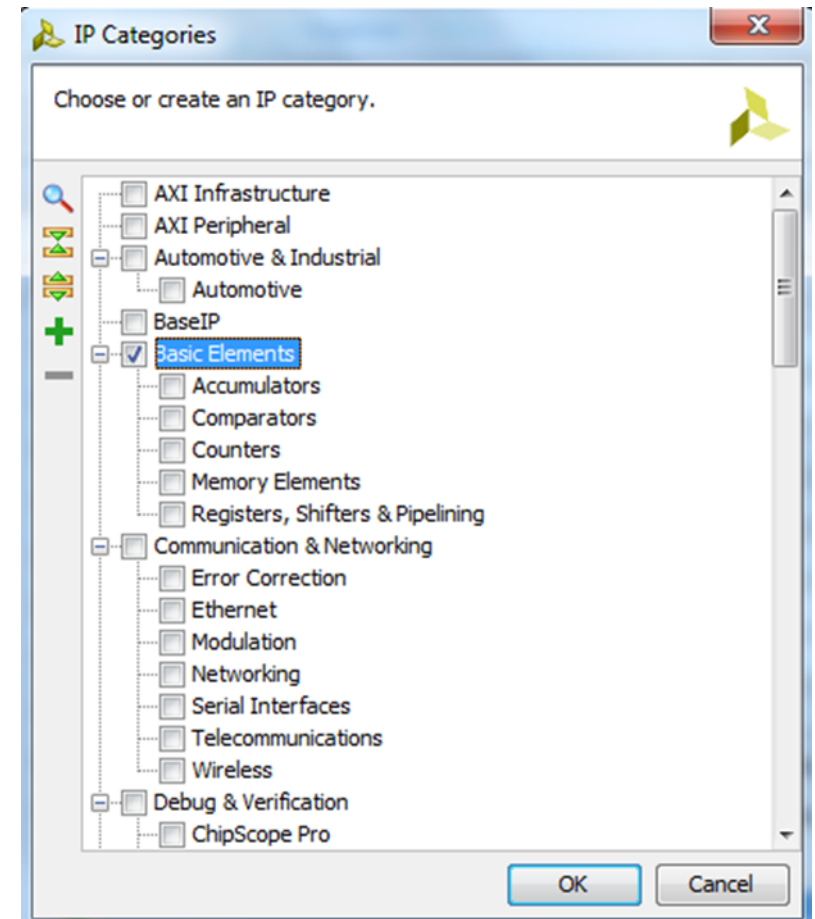 IP Categories
Choose or create an IP category.
AXI Infrastructure
AXI Peripheral
Automotive & Industrial
Automotive
BaseIP
Basic Elements
Accumulators
Comparators
Counters
Memory Elements
Registers, Shifters & Pipelining
Communication & Networking
Error Correction
Ethernet
Modulation
Networking
Serial Interfaces
Telecommunications
Wireless
Debug & Verification
ChipScope Pro
OK Cancel